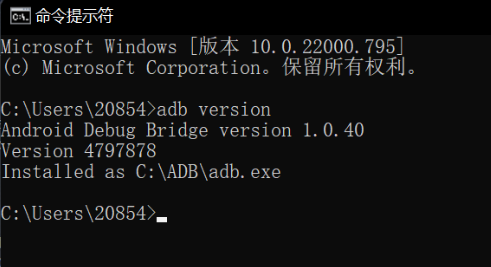 命令提示符
Microsoft Windows [版本 10.0.22000.795]
(c) Microsoft Corporation。保留所有权利。
C:\Users\20854>adb version
Android Debug Bridge version 1.0.40
Version 4797878
Installed as C:\ADB\adb.exe
C:\Users\20854>